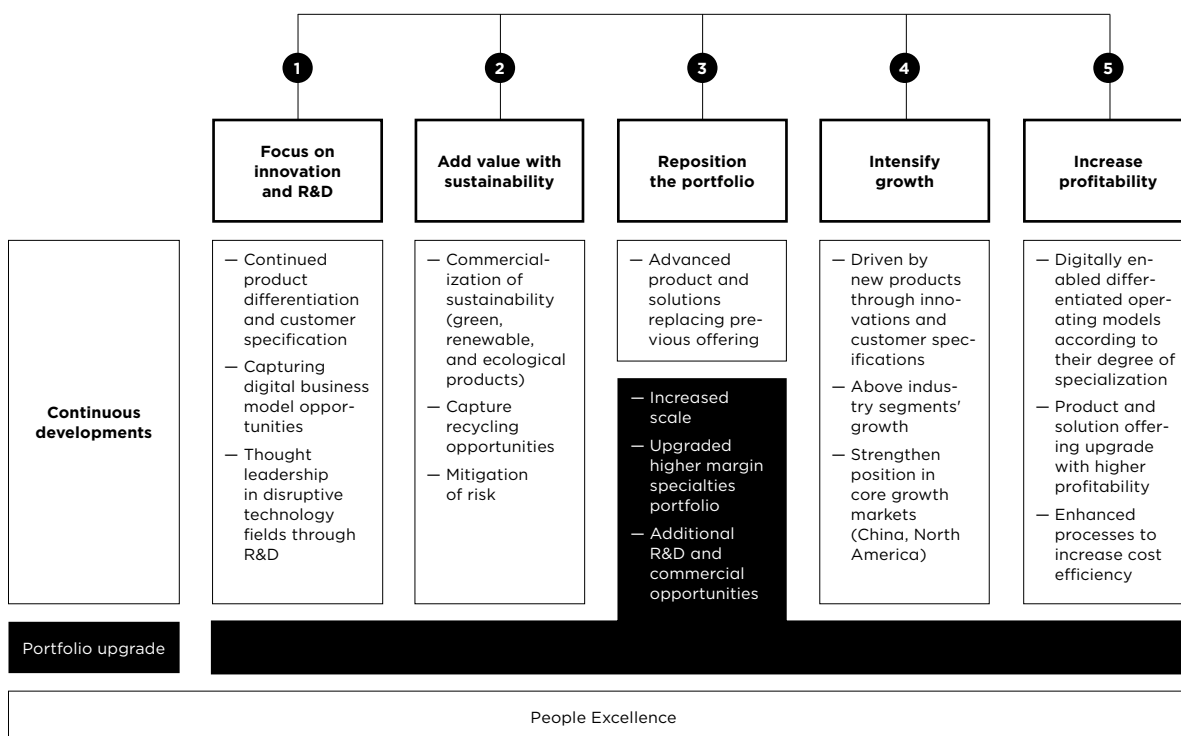 1
2
3
4
5
Focus on
innovation
and R&D
Add value with
sustainability
Reposition
the portfolio
Intensify
growth
Increase
profitability
Continuous
developments
— Continued
product
differentiation
and customer
specification
— Capturing
digital business
model oppor-
tunities
— Thought
leadership
in disruptive
technology
fields through
R&D
— Commercial-
ization of
sustainability
(green,
renewable,
and ecological
products)
— Capture
recycling
opportunities
— Mitigation
of risk
— Advanced
product and
solutions
replacing pre-
vious offering
— Increased
scale
— Upgraded
higher margin
specialties
portfolio
— Additional
R&D and
commercial
opportunities
— Driven by
new products
through inno-
vations and
customer spec-
ifications
— Above indus-
try segments'
growth
— Strengthen
position in
core growth
markets
(China, North
America)
— Digitally en-
abled differ-
entiated oper-
ating models
according to
their degree of
specialization
— Product and
solution offer-
ing upgrade
with higher
profitability
— Enhanced
processes to
increase cost
efficiency
Portfolio upgrade
People Excellence